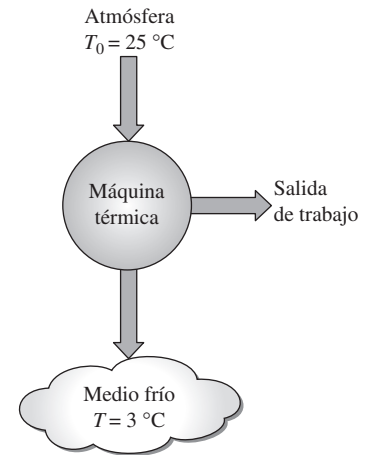 Atmósfera
T₀ = 25 °C
Máquina
térmica
Salida
de trabajo
Medio frío
T = 3 °C